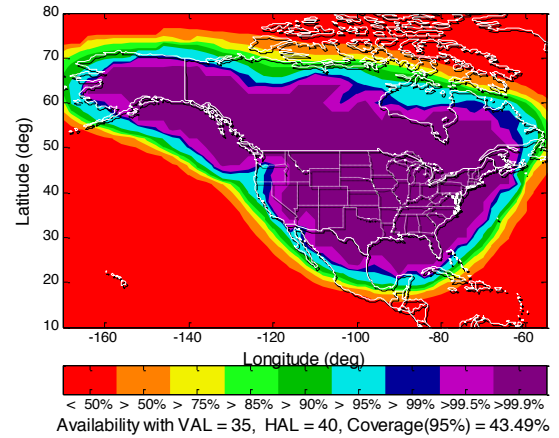 80
70
60
50
40
30
20
10
Latitude (deg)
-160 -140 -120 -100 -80 -60
Longitude (deg)
< 50% > 50% > 75% > 85% > 90% > 95% > 99% >99.5% >99.9%
Availability with VAL = 35, HAL = 40, Coverage(95%) = 43.49%